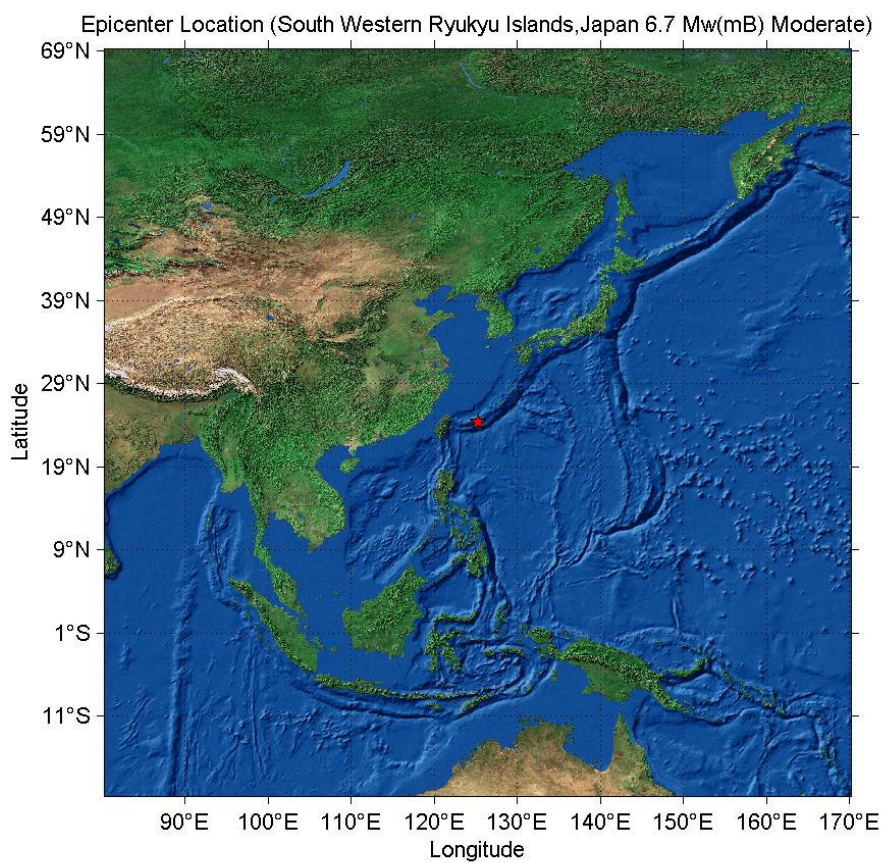 Epicenter Location (South Western Ryukyu Islands,Japan 6.7 Mw(mB) Moderate)
69°N
59°N
49°N
39°N
29°N
19°N
9°N
1°S
11°S
Latitude
90°E 100°E 110°E 120°E 130°E 140°E 150°E 160°E 170°E
Longitude